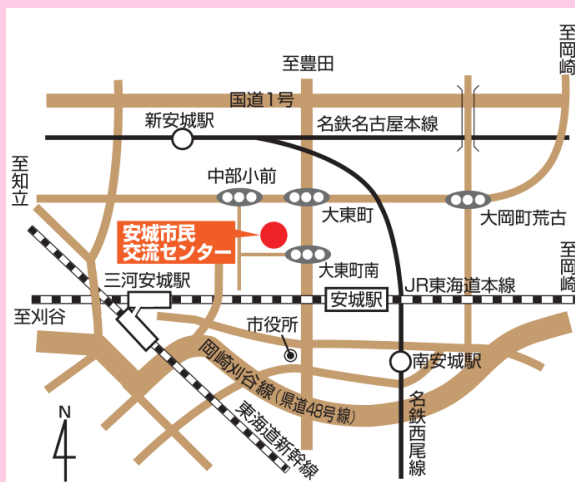 至岡崎
至豊田
国道1号
新安城駅
名鉄名古屋本線
至知立
中部小前
大東町
大岡町荒古
安城市民
交流センター
大東町南
至岡崎
三河安城駅
安城駅
JR東海道本線
至刈谷
市役所
南安城駅
岡崎刈谷線(県道48号線)
名鉄西尾線
東海道新幹線
N